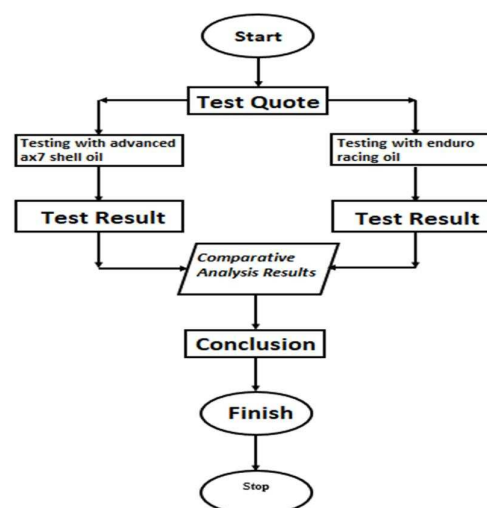 Start
Test Quote
Testing with advanced
ax7 shell oil
Testing with enduro
racing oil
Test Result
Test Result
Comparative
Analysis Results
Conclusion
Finish
Stop